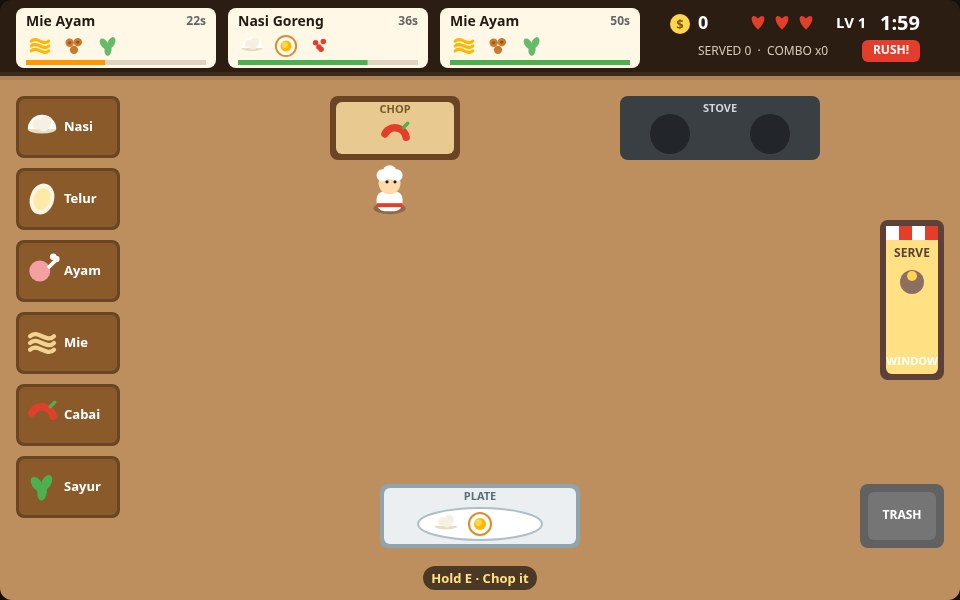 Mie Ayam 22s
Nasi Goreng 36s
Mie Ayam 50s
$ 0 LV 1 1:59
SERVED 0 · COMBO x0 RUSH!
CHOP
STOVE
Nasi
Telur
Ayam
Mie
Cabai
Sayur
SERVE
WINDOW
PLATE
TRASH
Hold E · Chop it